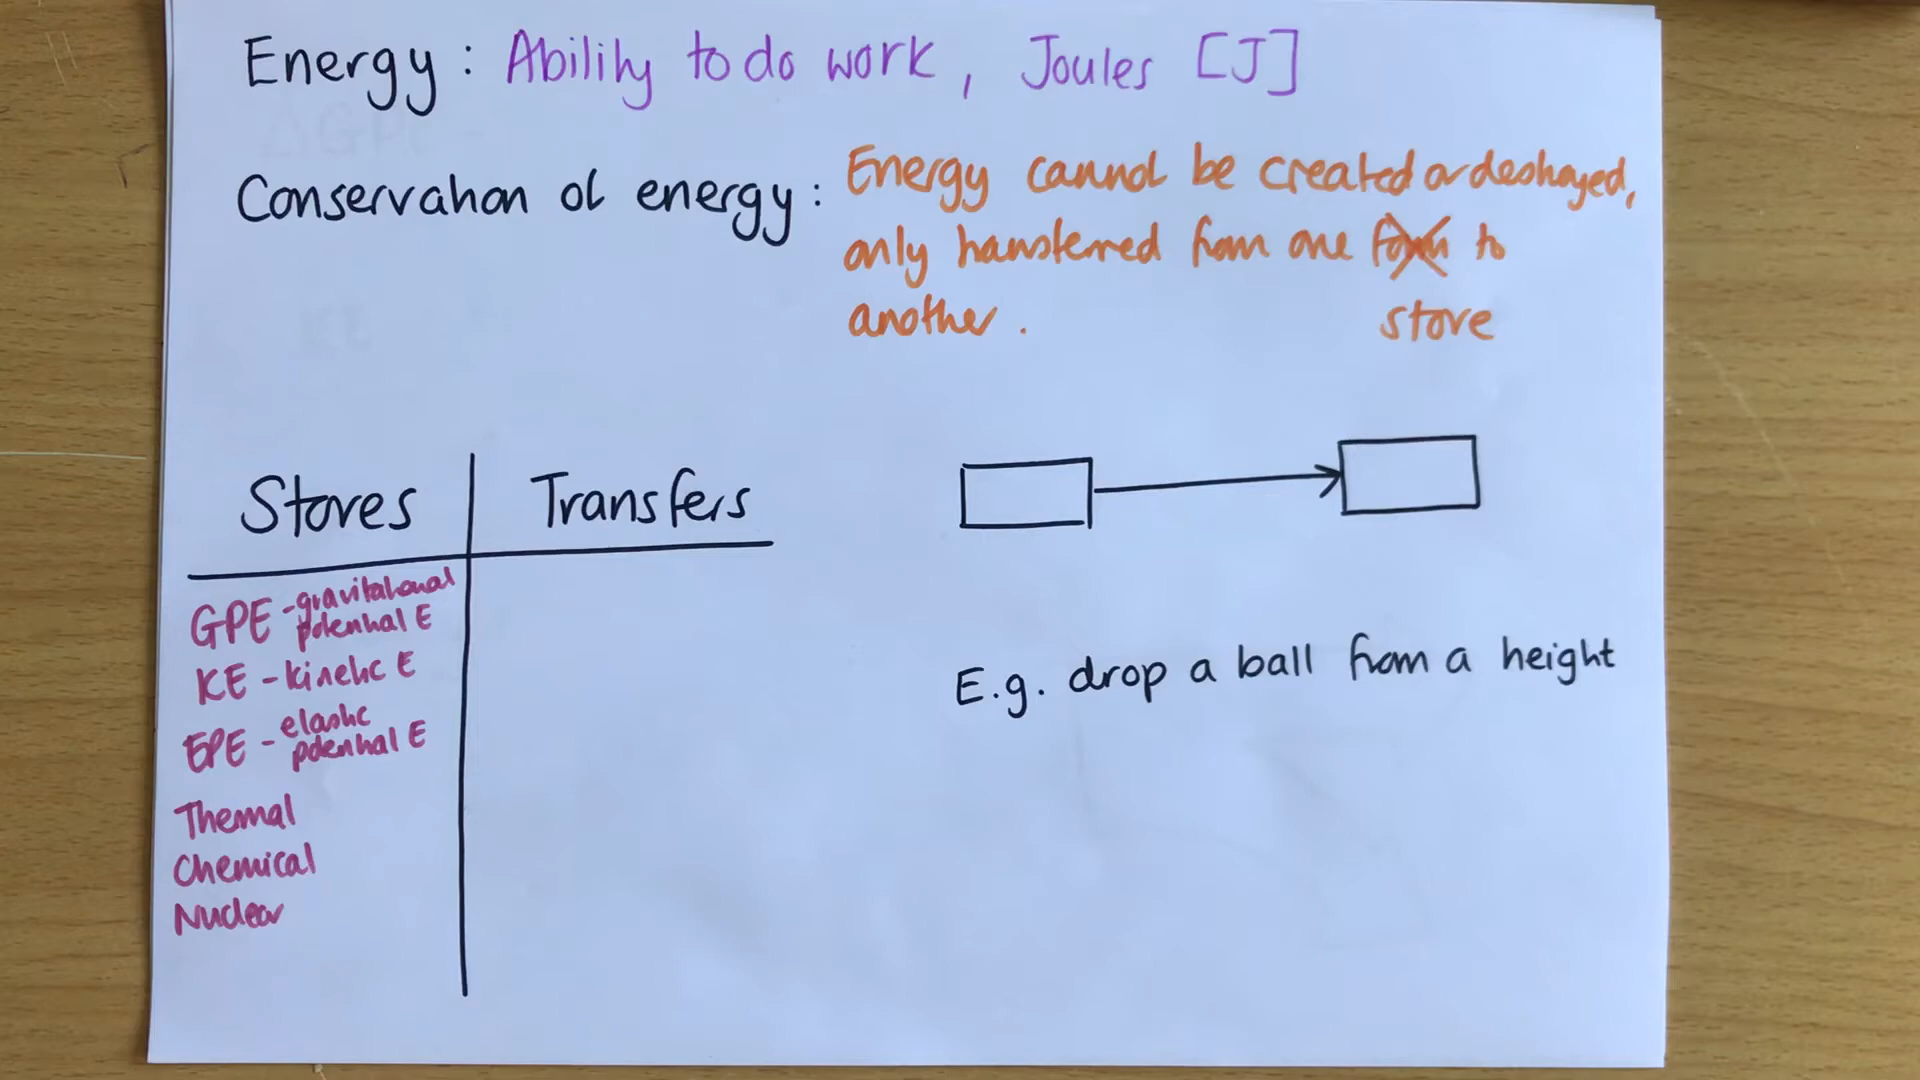 Energy: Ability to do work, Joules [J]
Conservation of energy: Energy cannot be created or destroyed,
only transferred from one form to
another. store
Stores Transfers
GPE - gravitational
potential E
KE - kinetic E
EPE - elastic
potential E
Thermal
Chemical
Nuclear
E.g. drop a ball from a height